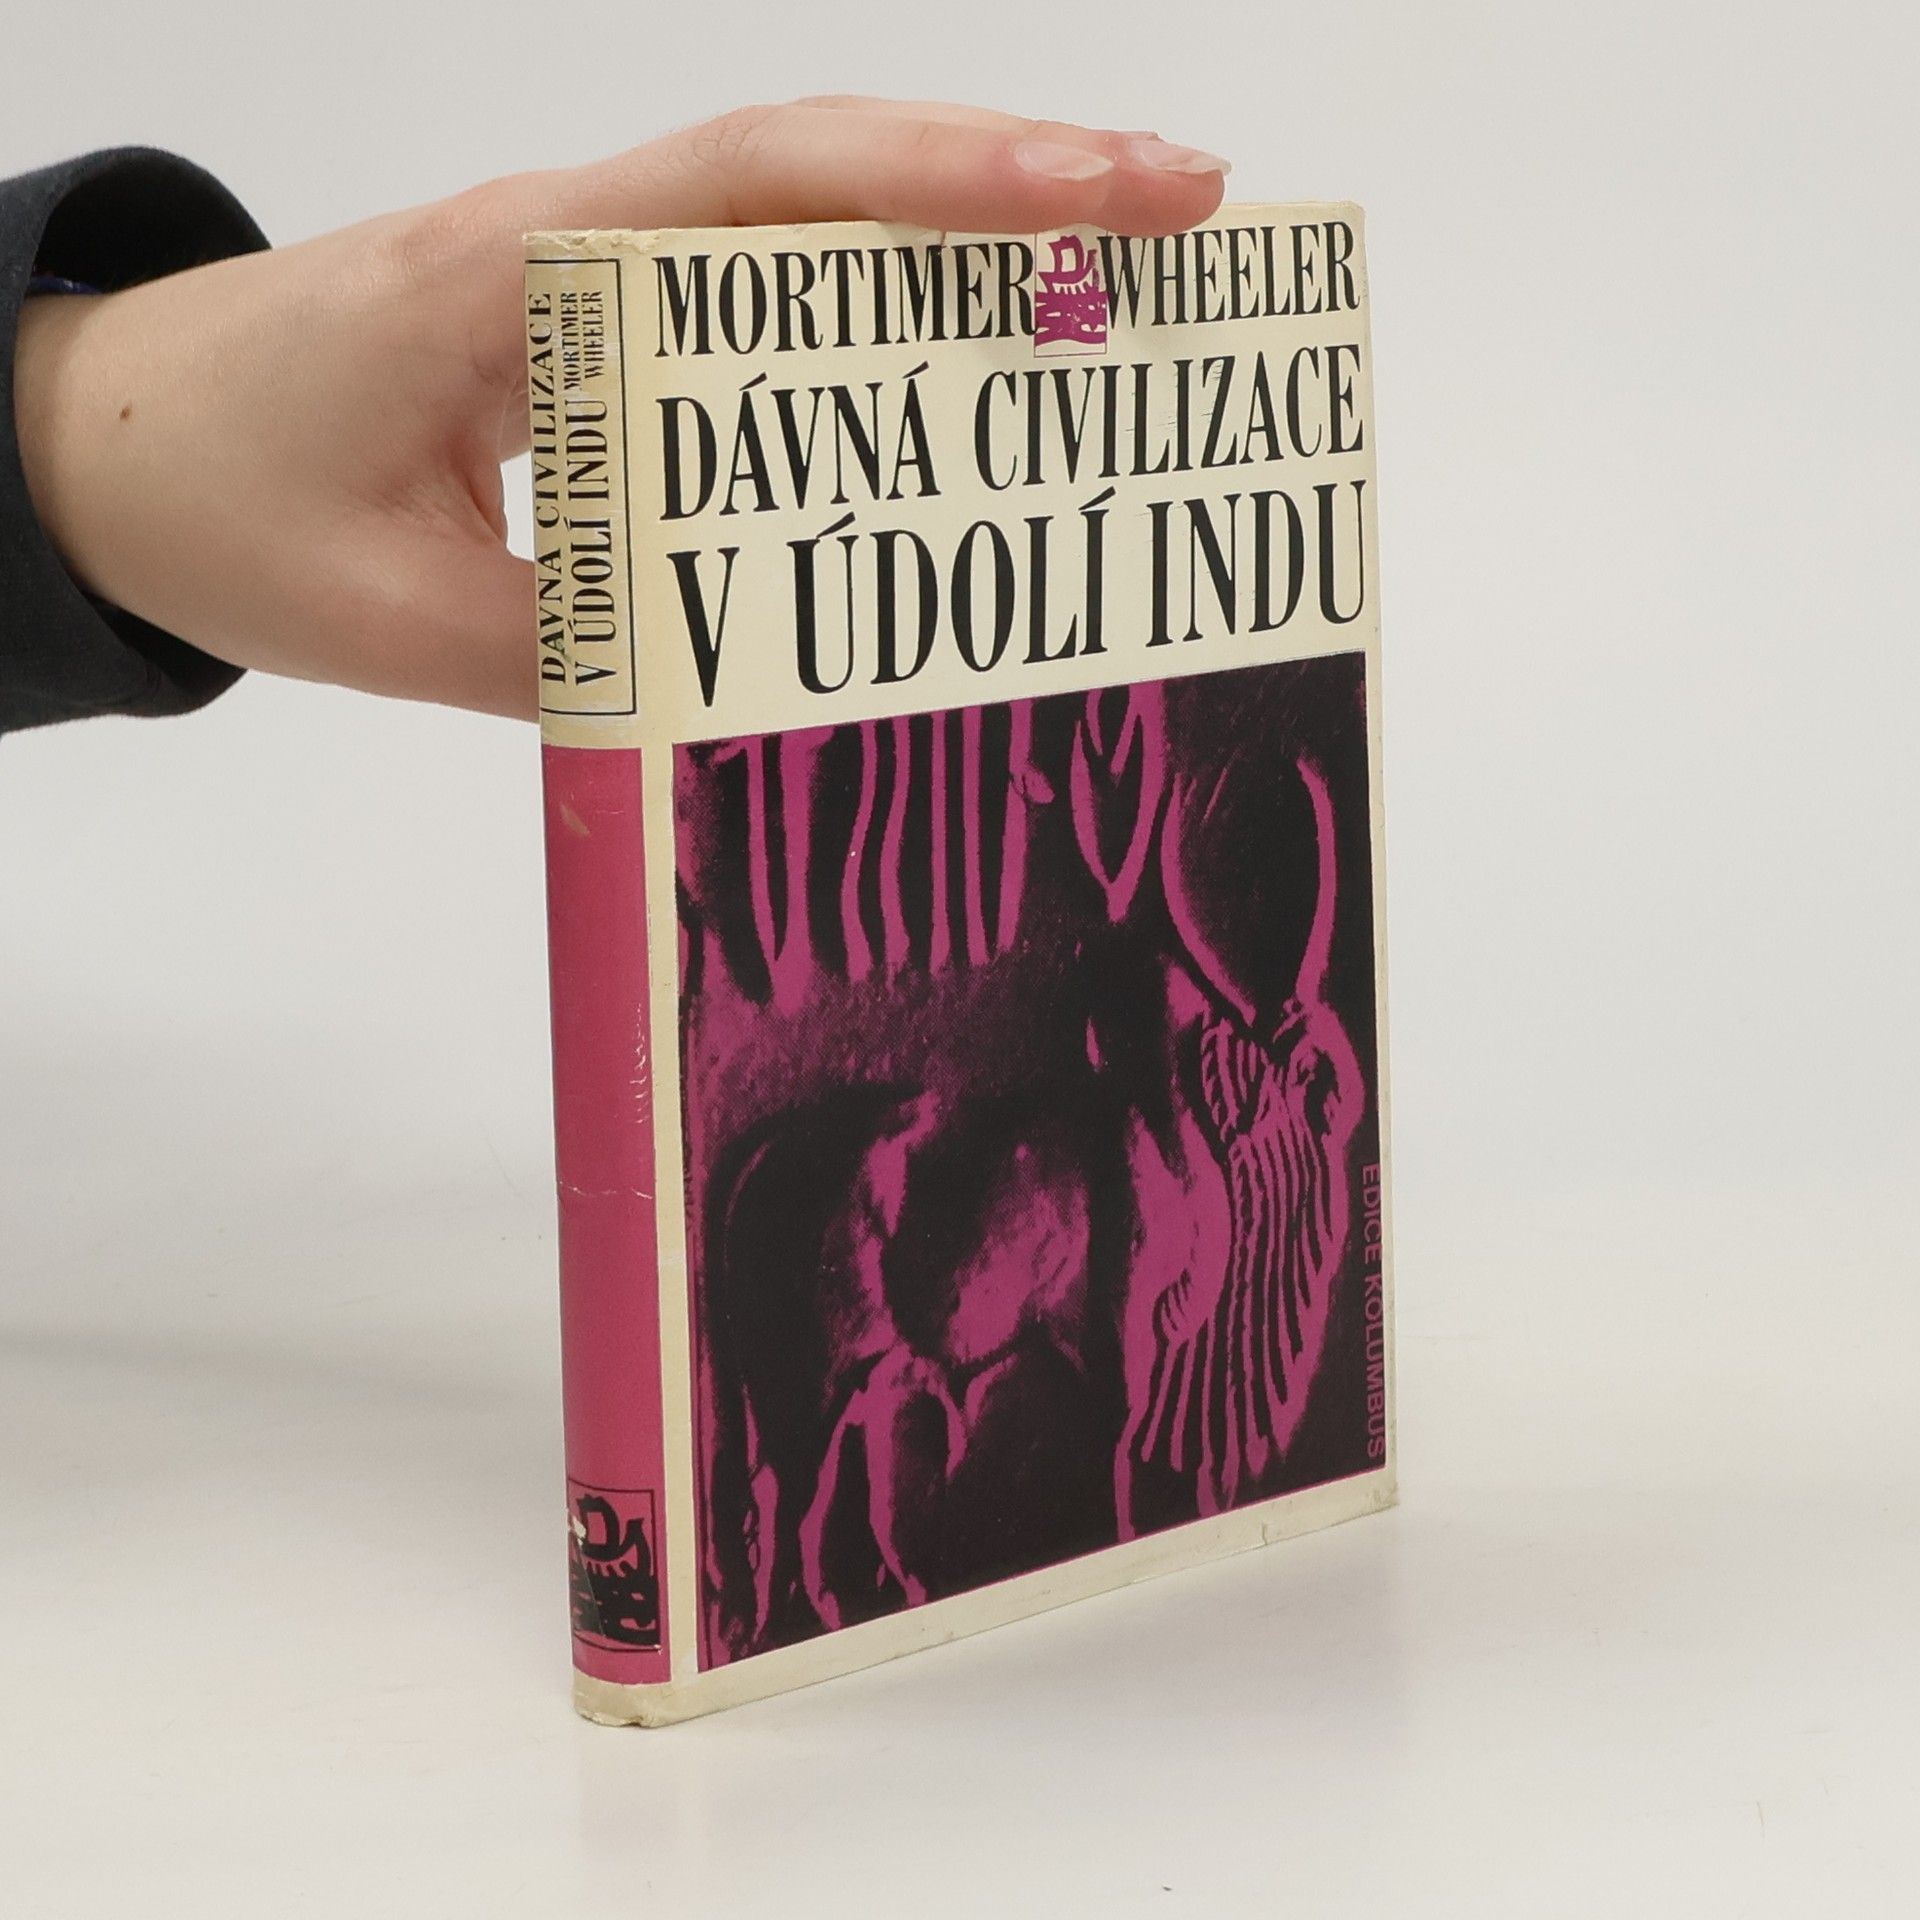 MORTIMER WHEELER
DÁVNÁ CIVILIZACE
V ÚDOLÍ INDU
EDICE KOLUMBUS
DÁVNÁ CIVILIZACE
V ÚDOLÍ INDU
MORTIMER
WHEELER